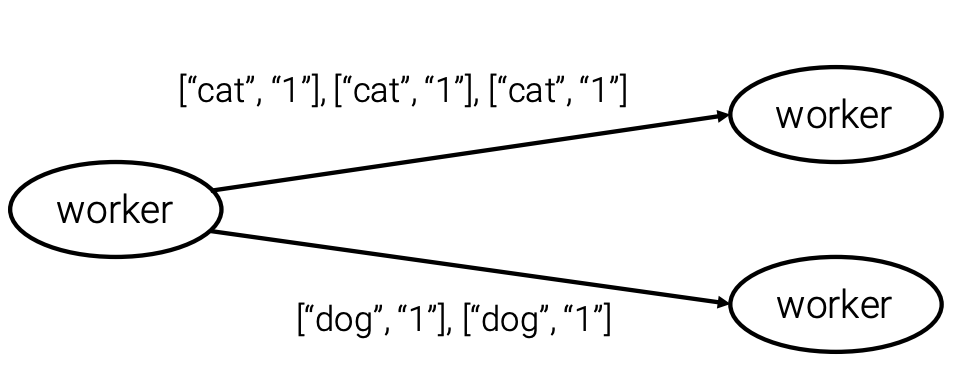 [“cat”, “1”], [“cat”, “1”], [“cat”, “1”]
worker
worker
worker
[“dog”, “1”], [“dog”, “1”]